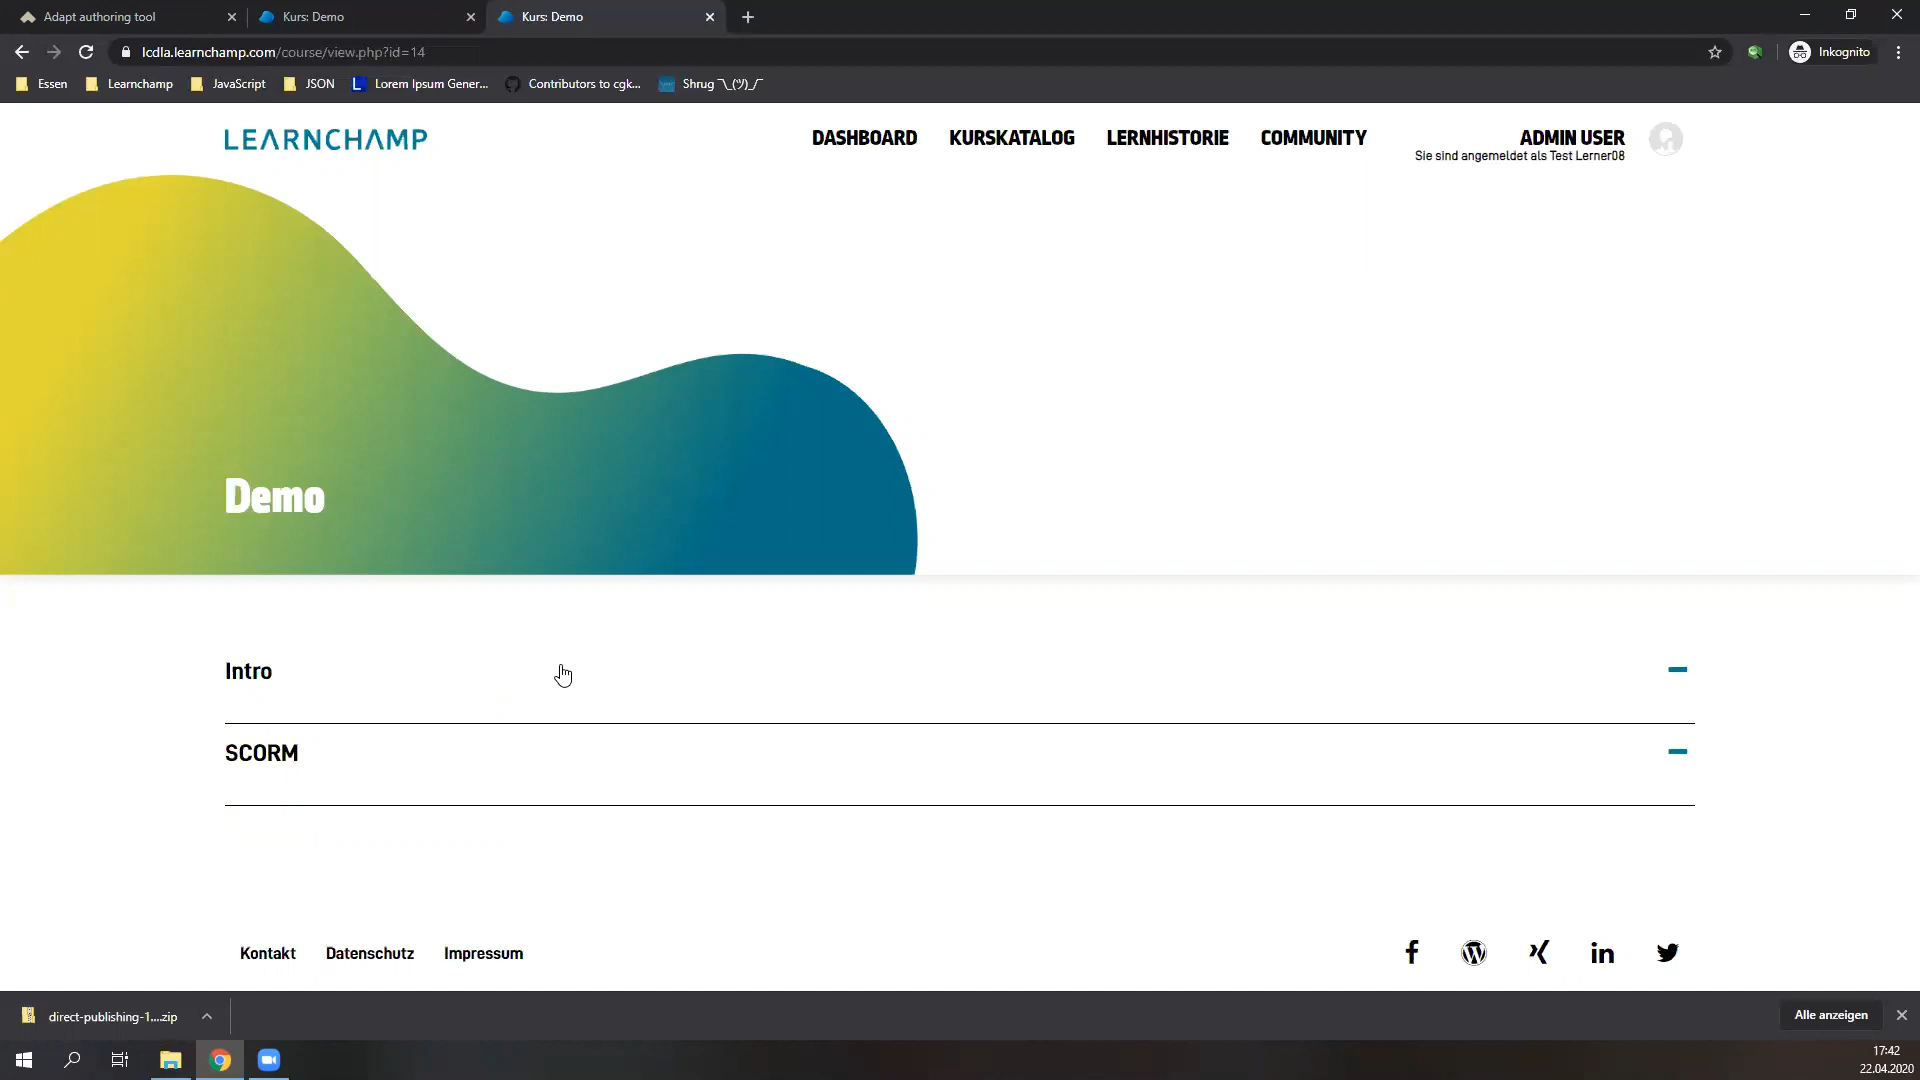 Adapt authoring tool
Kurs: Demo
Kurs: Demo
lcdla.learnchamp.com/course/view.php?id=14
Inkognito
Essen
Learnchamp
JavaScript
JSON
Lorem Ipsum Gener...
Contributors to cgk...
Shrug ¯\_(ツ)_/¯
LEARNCHAMP
DASHBOARD
KURSKATALOG
LERNHISTORIE
COMMUNITY
ADMIN USER
Sie sind angemeldet als Test Lerner08
Demo
Intro
SCORM
Kontakt
Datenschutz
Impressum
direct-publishing-1....zip
Alle anzeigen
17:42
22.04.2020